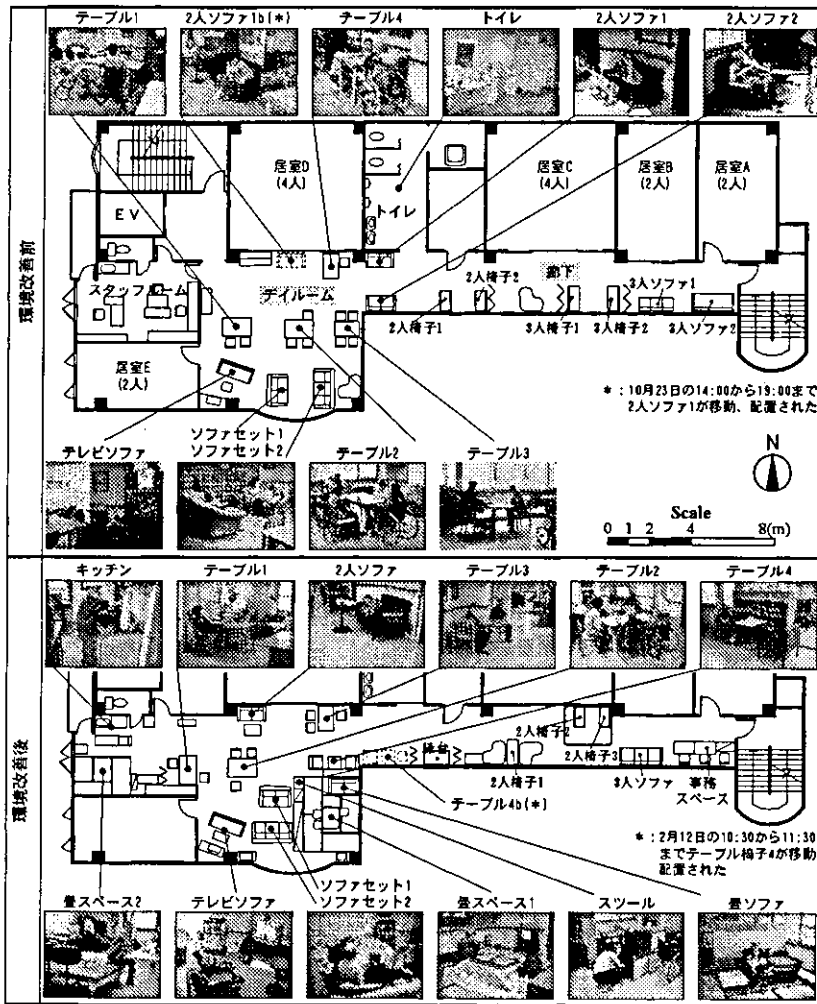 環境改善前
テーブル1
2人ソファ1b(*)
テーブル4
トイレ
2人ソファ1
2人ソファ2
居室D
(4人)
トイレ
居室C
(4人)
居室B
(2人)
居室A
(2人)
EV
スタッフルーム
デイルーム
2人椅子2
廊下
3人ソファ1
2人椅子1
3人椅子1
3人椅子2
3人ソファ2
居室E
(2人)
*:10月23日の14:00から19:00まで
2人ソファ1が移動、配置された
ソファセット1
ソファセット2
テレビソファ
テーブル2
テーブル3
N
Scale
0 1 2 4 8(m)
環境改善後
キッチン
テーブル1
2人ソファ
テーブル3
テーブル2
テーブル4
2人椅子2
2人椅子1
2人椅子3
3人ソファ
事務
スペース
テーブル4b(*)
*:2月12日の10:30から11:30
までテーブル椅子4が移動
配置された
ソファセット1
ソファセット2
畳スペース2
テレビソファ
畳スペース1
スツール
畳ソファ